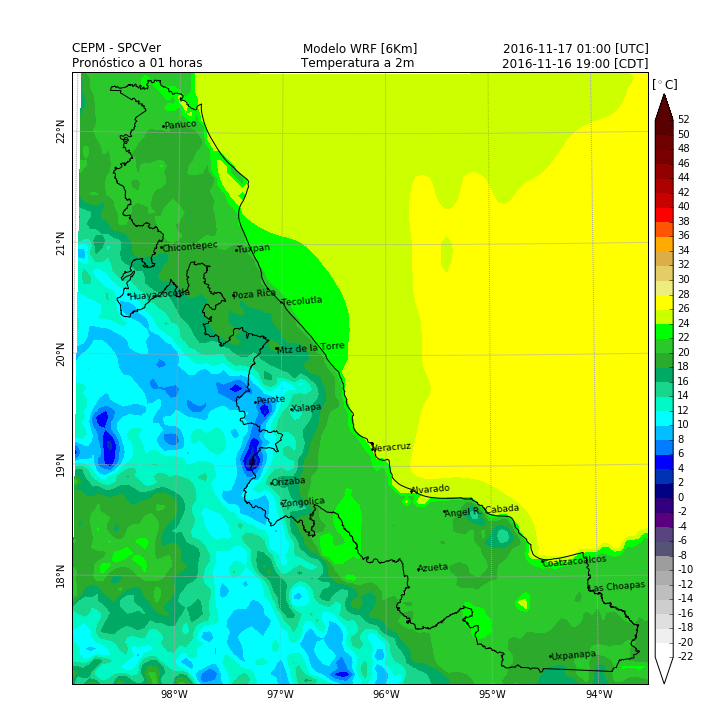 CEPM - SPCVer Modelo WRF [6Km] 2016-11-17 01:00 [UTC]
Pronóstico a 01 horas Temperatura a 2m 2016-11-16 19:00 [CDT]
[°C]
52
50
48
46
44
42
40
38
36
34
32
30
28
26
24
22
20
18
16
14
12
10
8
6
4
2
0
-2
-4
-6
-8
-10
-12
-14
-16
-18
-20
-22
22°N
21°N
20°N
19°N
18°N
Panuco
Chicontepec
Tuxpan
Huayacocotla
Poza Rica
Tecolutla
Mtz de la Torre
Perote
Xalapa
Veracruz
Orizaba
Alvarado
Zongolica
Angel R. Cabada
Azueta
Coatzacoalcos
Las Choapas
Uxpanapa
98°W 97°W 96°W 95°W 94°W